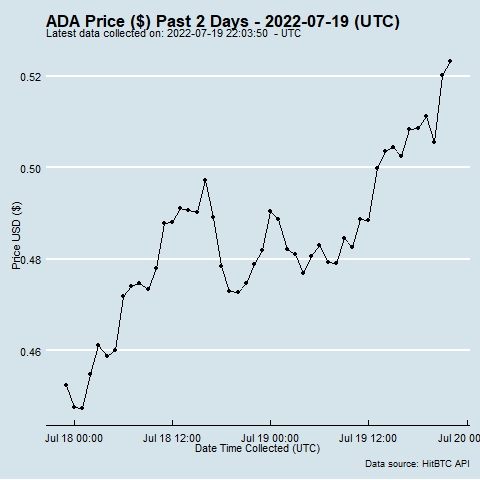 ADA Price ($) Past 2 Days - 2022-07-19 (UTC)
Latest data collected on: 2022-07-19 22:03:50  - UTC
0.52
0.50
0.48
0.46
Price USD ($)
Jul 18 00:00 Jul 18 12:00 Jul 19 00:00 Jul 19 12:00 Jul 20 00
Date Time Collected (UTC)
Data source: HitBTC API